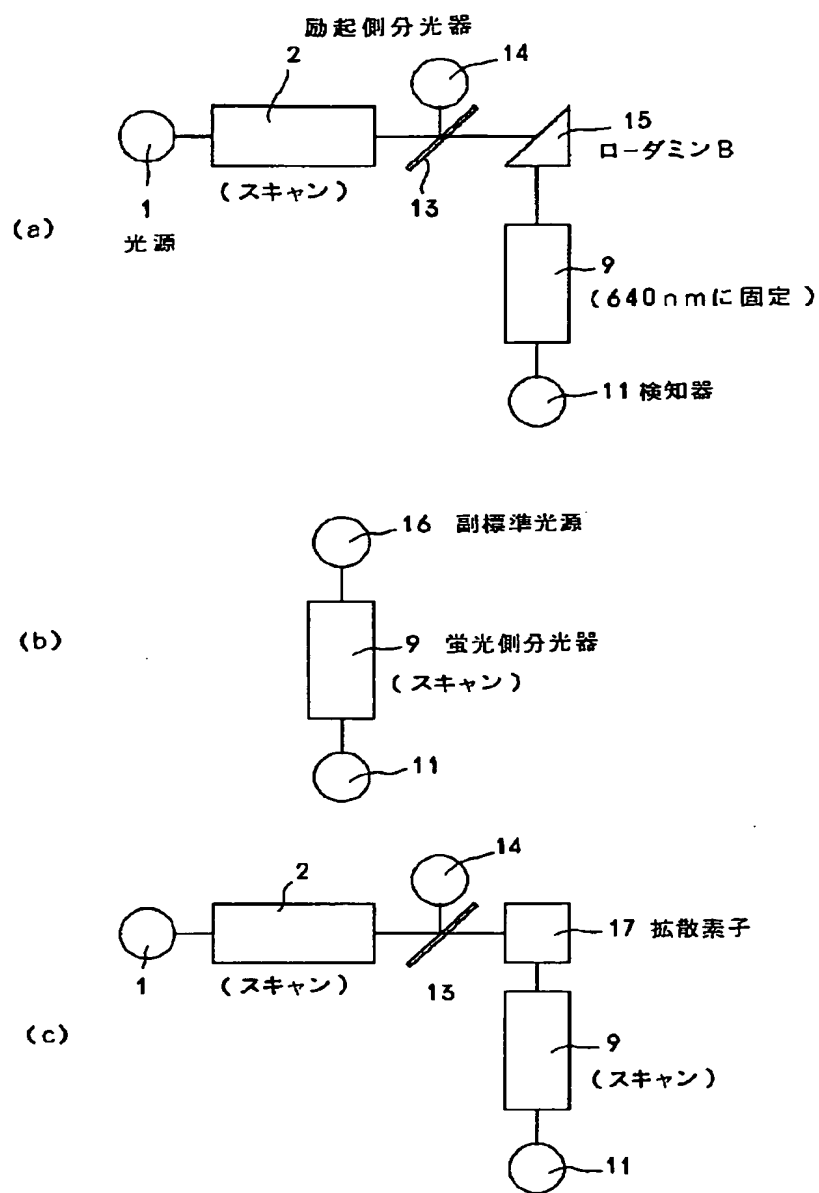 励起側分光器
2
14
15
ローダミンB
(スキャン)
13
1
光源
(a)
9
(640nmに固定)
11 検知器
16 副標準光源
(b)
9 蛍光側分光器
(スキャン)
11
14
2
17 拡散素子
1
(スキャン)
13
(c)
9
(スキャン)
11